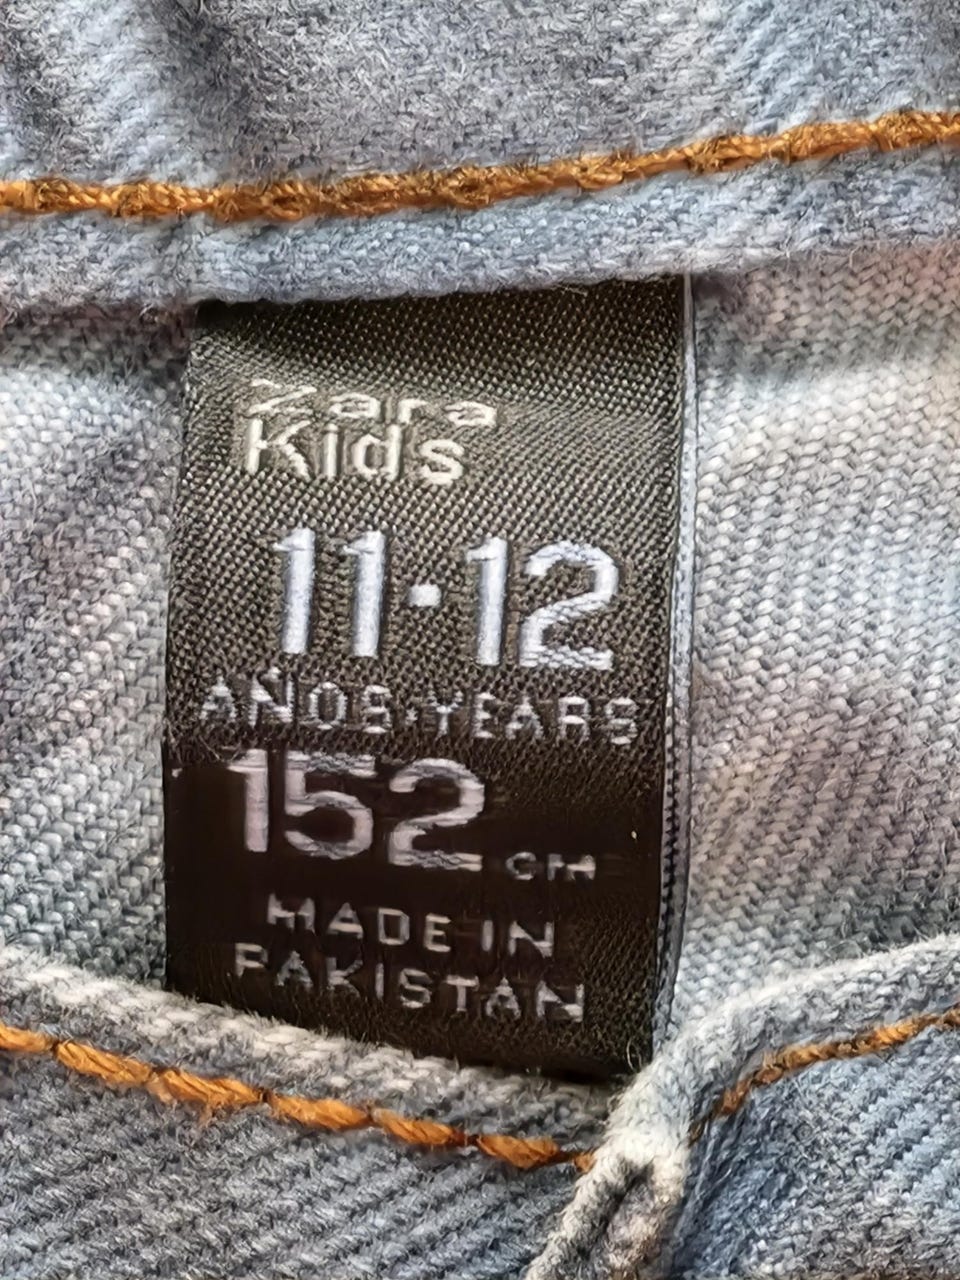 Zara
Kids
11-12
AÑOS-YEARS
152 CM
MADE IN
PAKISTAN